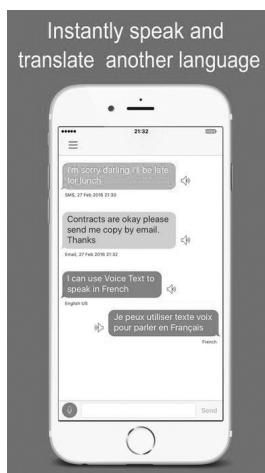 Instantly speak and
translate another language
21:32
I'm sorry darling I'll be late
for lunch
SMS, 27 Feb 2016 21:30
Contracts are okay please
send me copy by email.
Thanks
Email, 27 Feb 2016 21:32
I can use Voice Text to
speak in French
English US
Je peux utiliser texte voix
pour parler en Français
French
Send